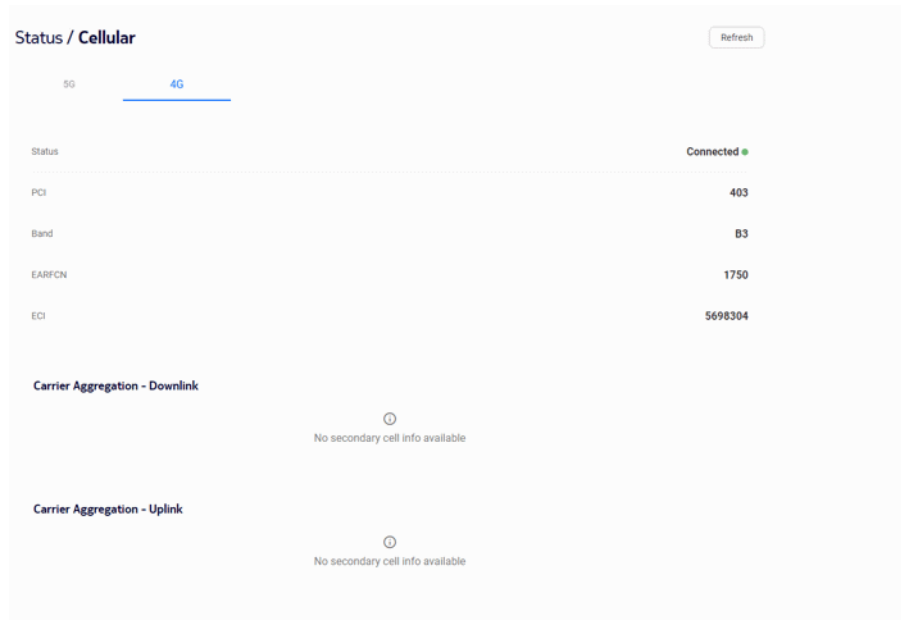 Status / Cellular
Refresh
5G
4G
Status
Connected
PCI
403
Band
B3
EARFCN
1750
ECI
5698304
Carrier Aggregation - Downlink
No secondary cell info available
Carrier Aggregation - Uplink
No secondary cell info available